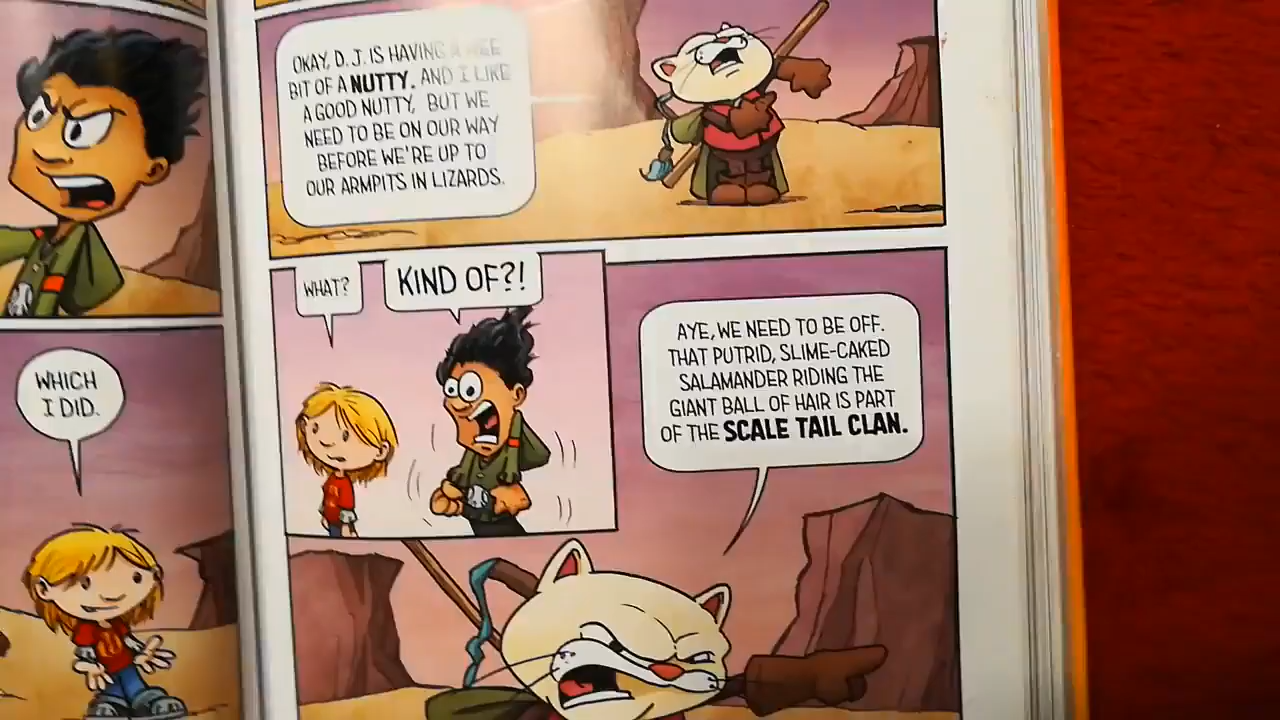 WHICH
I DID.
OKAY, D.J. IS HAVING A WEE
BIT OF A NUTTY. AND I LIKE
A GOOD NUTTY, BUT WE
NEED TO BE ON OUR WAY
BEFORE WE'RE UP TO
OUR ARMPITS IN LIZARDS.
WHAT?
KIND OF?!
AYE, WE NEED TO BE OFF.
THAT PUTRID, SLIME-CAKED
SALAMANDER RIDING THE
GIANT BALL OF HAIR IS PART
OF THE SCALE TAIL CLAN.